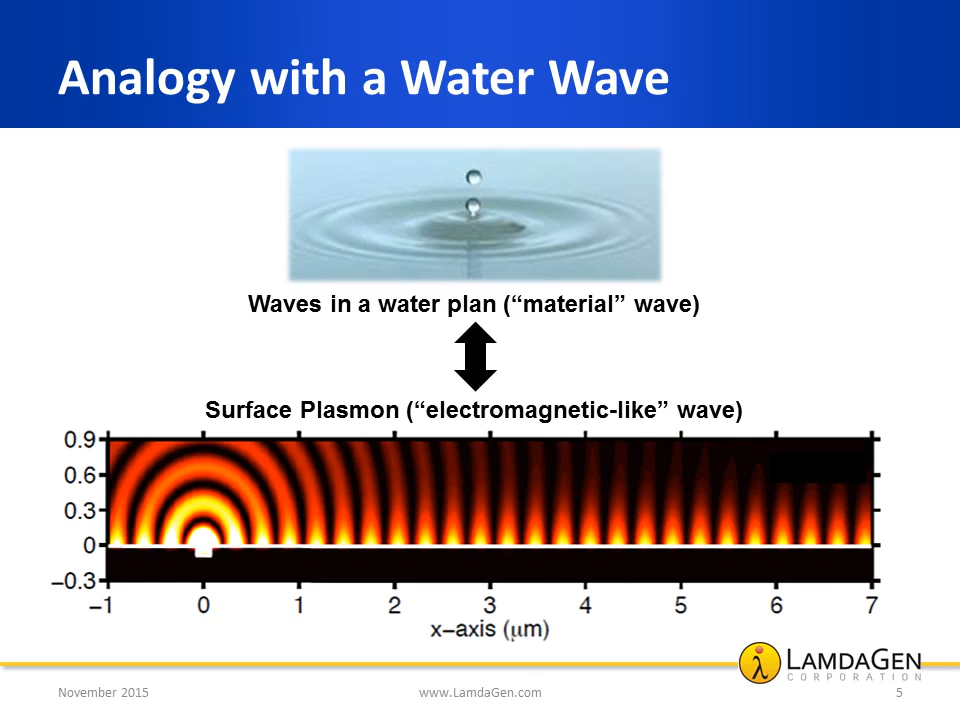 Analogy with a Water Wave
Waves in a water plan (“material” wave)
Surface Plasmon (“electromagnetic-like” wave)
0.9
0.6
0.3
0
−0.3
−1 0 1 2 3 4 5 6 7
x−axis (μm)
λ LAMDAGEN
CORPORATION
November 2015 www.LamdaGen.com 5